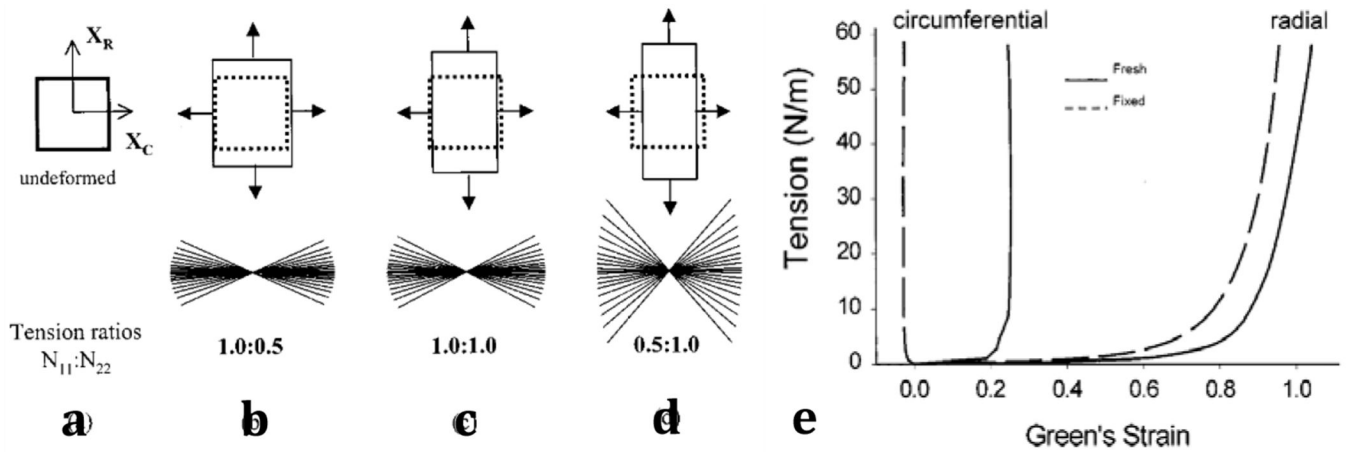 X_R
X_C
undeformed
Tension ratios
N_11:N_22
1.0:0.5
1.0:1.0
0.5:1.0
a
b
c
d
e
circumferential
radial
Fresh
Fixed
Tension (N/m)
60
50
40
30
20
10
0
0.0
0.2
0.4
0.6
0.8
1.0
Green's Strain